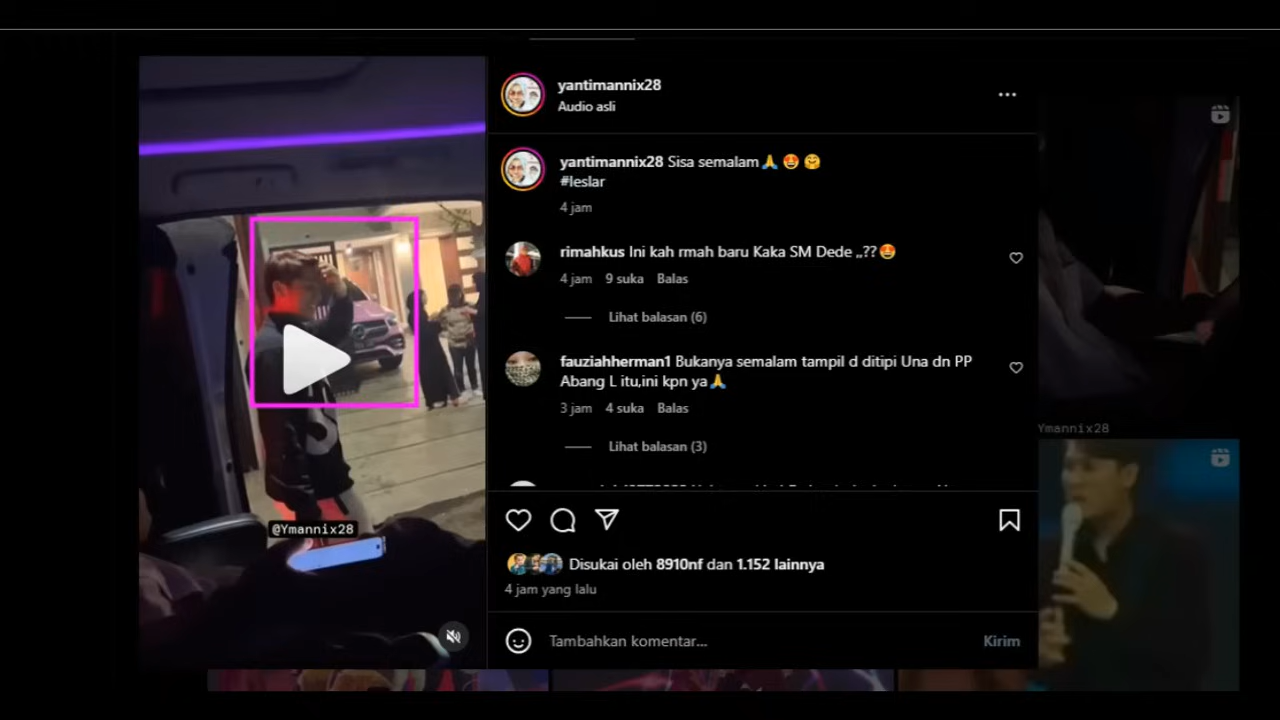 yantimannix28
Audio asli
yantimannix28 Sisa semalam🙏 😍 🤗
#leslar
4 jam
rimahkus Ini kah rmah baru Kaka SM Dede ,,??😍
4 jam 9 suka Balas
Lihat balasan (6)
fauziahherman1 Bukanya semalam tampil d ditipi Una dn PP
Abang L itu,ini kpn ya🙏
3 jam 4 suka Balas
Lihat balasan (3)
@Ymannix28
Ymannix28
Disukai oleh 8910nf dan 1.152 lainnya
4 jam yang lalu
Tambahkan komentar...
Kirim